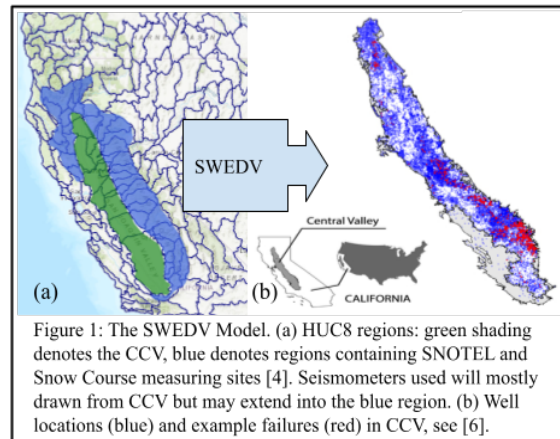 SWEDV
Central Valley
(a)
(b)
CALIFORNIA
Figure 1: The SWEDV Model. (a) HUC8 regions: green shading
denotes the CCV, blue denotes regions containing SNOTEL and
Snow Course measuring sites [4]. Seismometers used will mostly
drawn from CCV but may extend into the blue region. (b) Well
locations (blue) and example failures (red) in CCV, see [6].